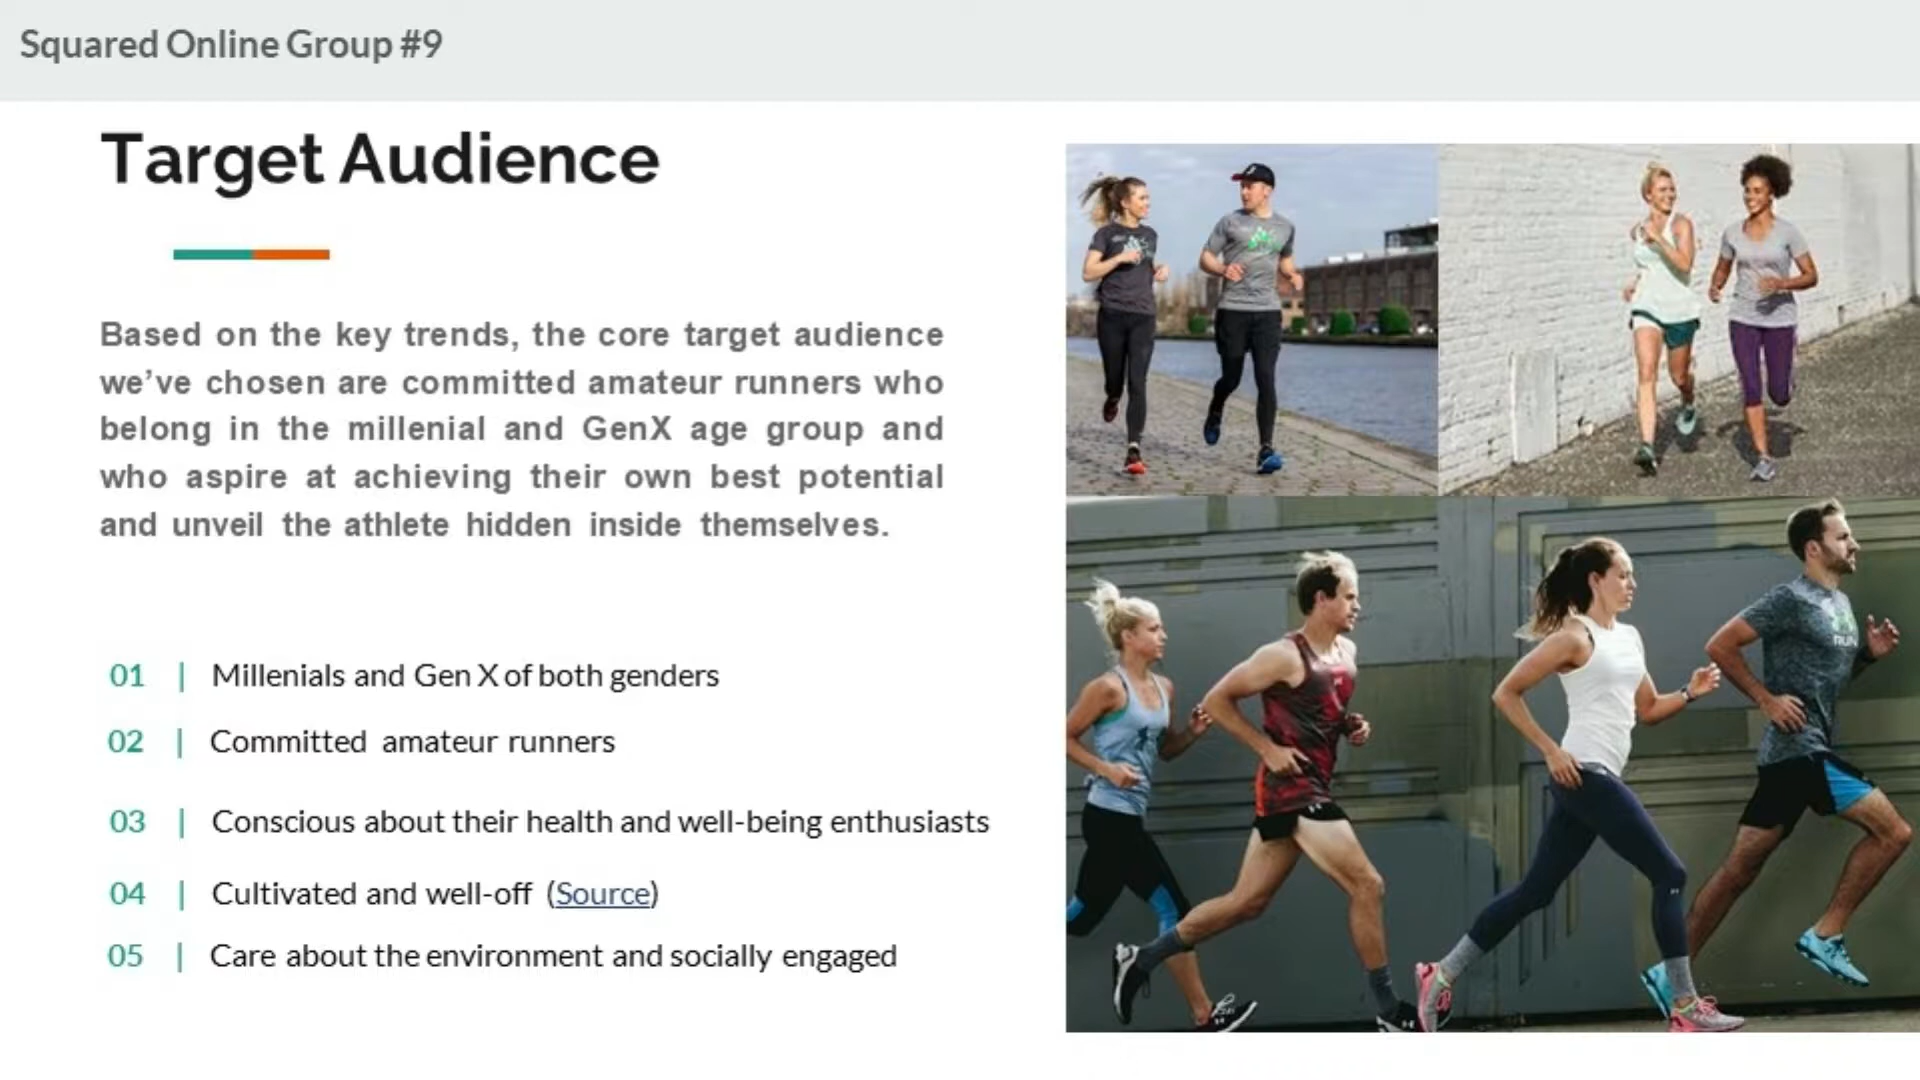 Squared Online Group #9
Target Audience
Based on the key trends, the core target audience
we’ve chosen are committed amateur runners who
belong in the millenial and GenX age group and
who aspire at achieving their own best potential
and unveil the athlete hidden inside themselves.
01 | Millenials and Gen X of both genders
02 | Committed amateur runners
03 | Conscious about their health and well-being enthusiasts
04 | Cultivated and well-off (Source)
05 | Care about the environment and socially engaged
RUN